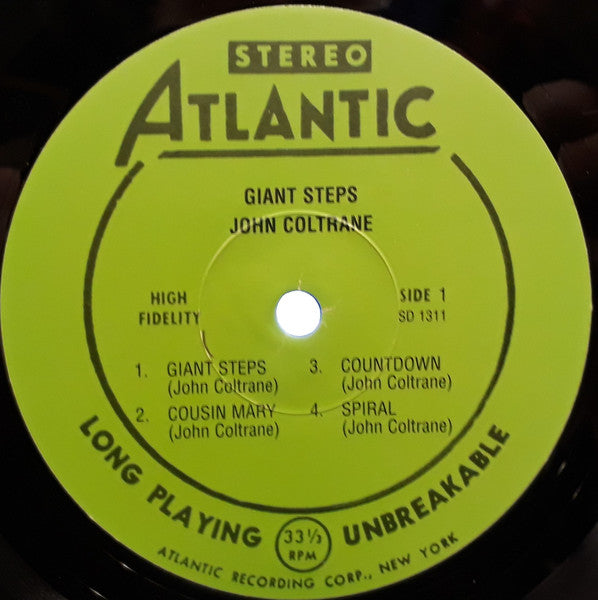 STEREO
ATLANTIC
GIANT STEPS
JOHN COLTRANE
HIGH
FIDELITY
SIDE 1
SD 1311
1. GIANT STEPS
(John Coltrane)
2. COUSIN MARY
(John Coltrane)
3. COUNTDOWN
(John Coltrane)
4. SPIRAL
(John Coltrane)
LONG PLAYING 33⅓ RPM UNBREAKABLE
ATLANTIC RECORDING CORP., NEW YORK